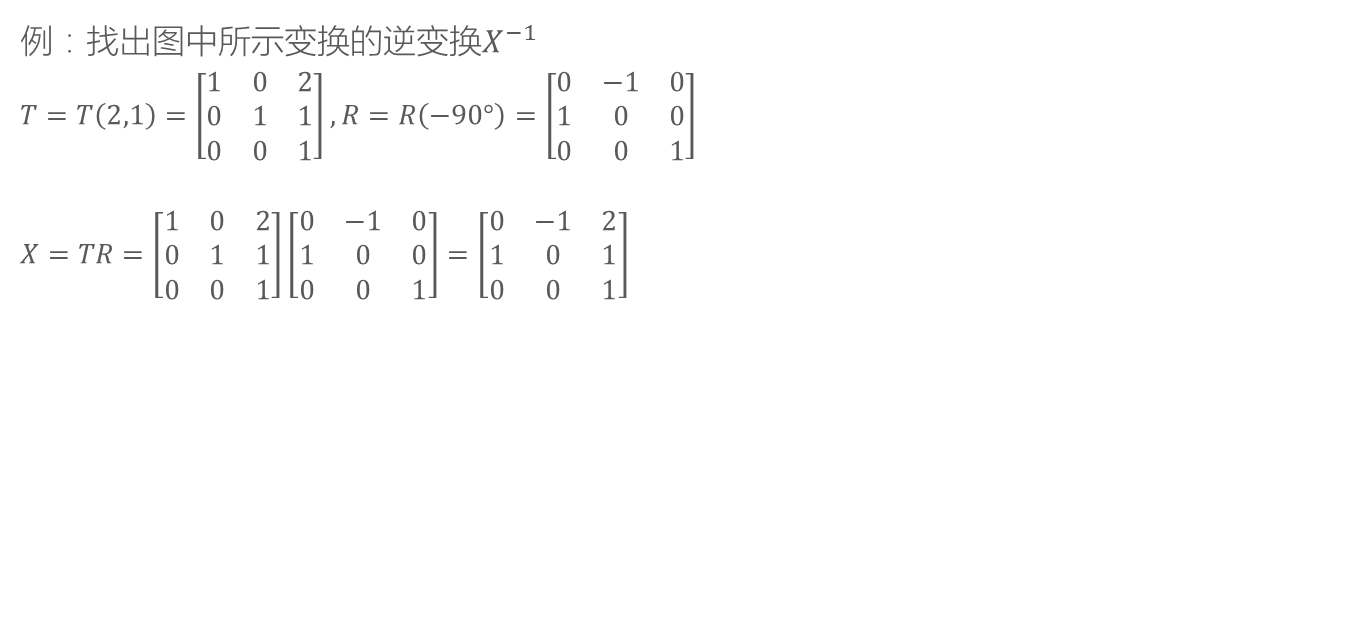 例：找出图中所示变换的逆变换X⁻¹
T = T(2,1) = [1 0 2; 0 1 1; 0 0 1], R = R(−90°) = [0 −1 0; 1 0 0; 0 0 1]
X = TR = [1 0 2; 0 1 1; 0 0 1] [0 −1 0; 1 0 0; 0 0 1] = [0 −1 2; 1 0 1; 0 0 1]